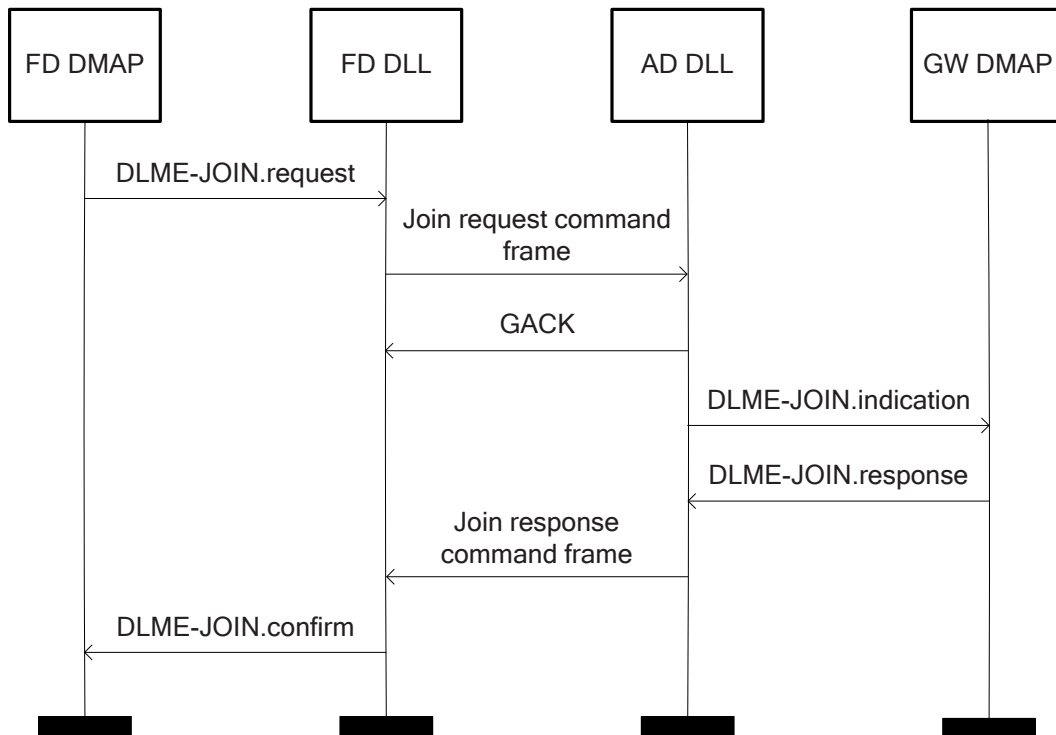 FD DMAP
FD DLL
AD DLL
GW DMAP
DLME-JOIN.request
Join request command
frame
GACK
DLME-JOIN.indication
DLME-JOIN.response
Join response
command frame
DLME-JOIN.confirm